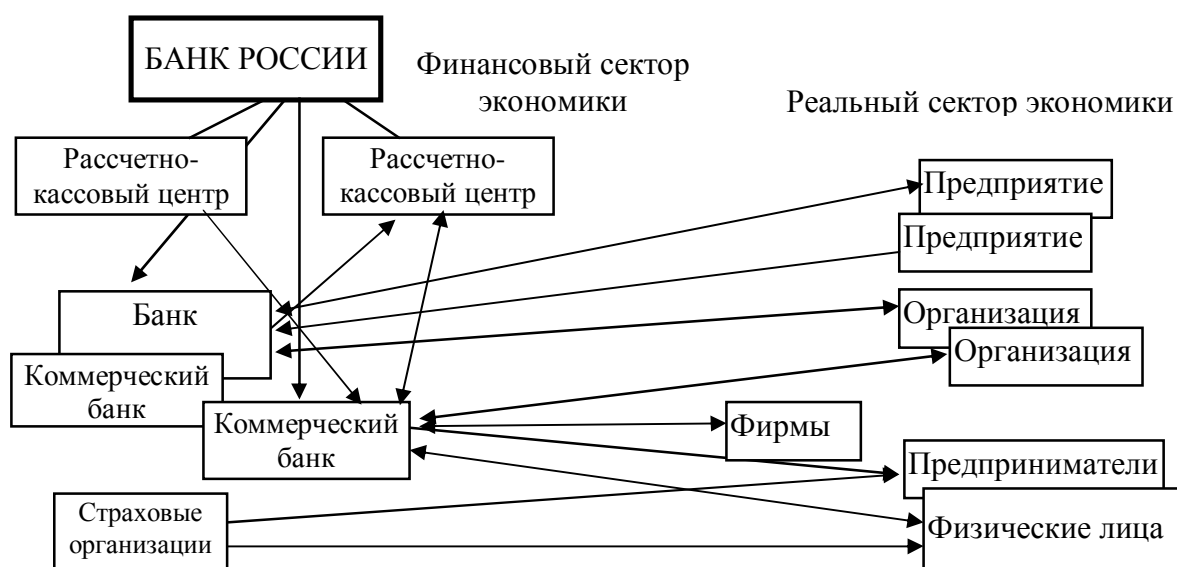 БАНК РОССИИ
Финансовый сектор
экономики
Реальный сектор экономики
Рассчетно-
кассовый центр
Рассчетно-
кассовый центр
Предприятие
Предприятие
Банк
Организация
Организация
Коммерческий
банк
Коммерческий
банк
Фирмы
Предприниматели
Страховые
организации
Физические лица